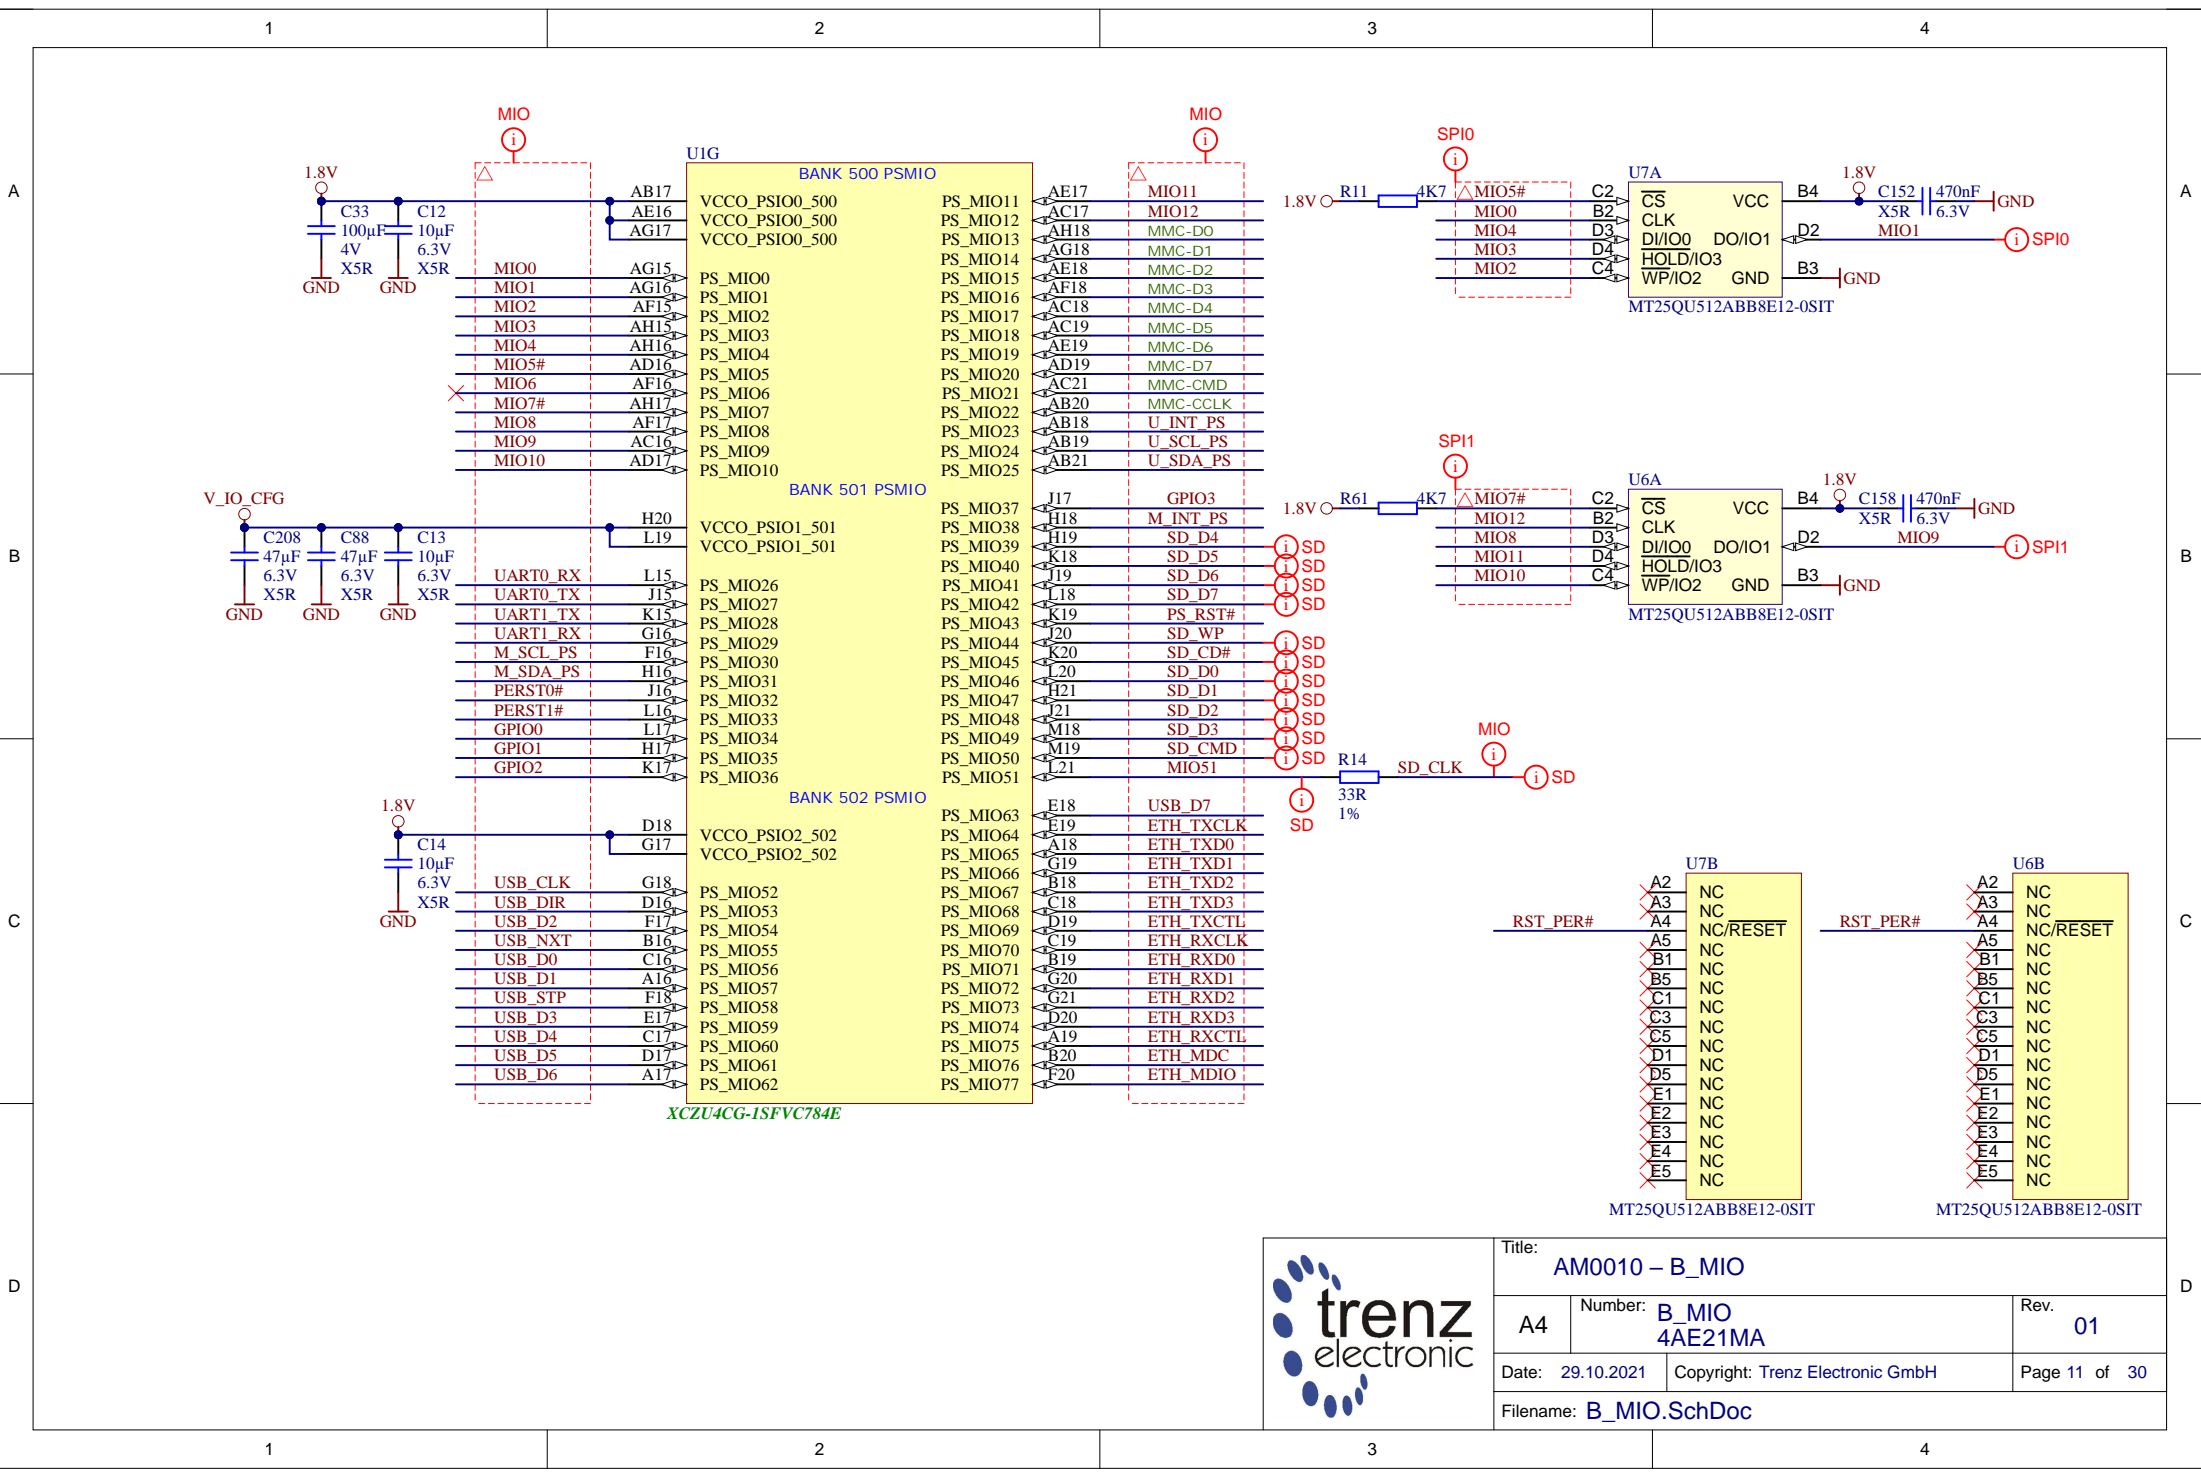 1 2 3 4
A A
B B
C C
D D
MIO
U1G
BANK 500 PSMIO
1.8V
C33
100µF
4V
X5R
GND
C12
10µF
6.3V
X5R
GND
AB17 VCCO_PSIO0_500
AE16 VCCO_PSIO0_500
AG17 VCCO_PSIO0_500
MIO0 AG15 PS_MIO0
MIO1 AG16 PS_MIO1
MIO2 AF15 PS_MIO2
MIO3 AH15 PS_MIO3
MIO4 AH16 PS_MIO4
MIO5# AD16 PS_MIO5
MIO6 AF16 PS_MIO6
MIO7# AH17 PS_MIO7
MIO8 AF17 PS_MIO8
MIO9 AC16 PS_MIO9
MIO10 AD17 PS_MIO10
MIO
PS_MIO11 AE17 MIO11
PS_MIO12 AC17 MIO12
PS_MIO13 AH18 MMC-D0
PS_MIO14 AG18 MMC-D1
PS_MIO15 AE18 MMC-D2
PS_MIO16 AF18 MMC-D3
PS_MIO17 AC18 MMC-D4
PS_MIO18 AC19 MMC-D5
PS_MIO19 AE19 MMC-D6
PS_MIO20 AD19 MMC-D7
PS_MIO21 AC21 MMC-CMD
PS_MIO22 AB20 MMC-CCLK
PS_MIO23 AB18 U_INT_PS
PS_MIO24 AB19 U_SCL_PS
PS_MIO25 AB21 U_SDA_PS
BANK 501 PSMIO
V_IO_CFG
C208
47µF
6.3V
X5R
GND
C88
47µF
6.3V
X5R
GND
C13
10µF
6.3V
X5R
GND
H20 VCCO_PSIO1_501
L19 VCCO_PSIO1_501
UART0_RX L15 PS_MIO26
UART0_TX J15 PS_MIO27
UART1_TX K15 PS_MIO28
UART1_RX G16 PS_MIO29
M_SCL_PS F16 PS_MIO30
M_SDA_PS H16 PS_MIO31
PERST0# J16 PS_MIO32
PERST1# L16 PS_MIO33
GPIO0 L17 PS_MIO34
GPIO1 H17 PS_MIO35
GPIO2 K17 PS_MIO36
PS_MIO37 J17 GPIO3
PS_MIO38 H18 M_INT_PS
PS_MIO39 H19 SD_D4 SD
PS_MIO40 K18 SD_D5 SD
PS_MIO41 J19 SD_D6 SD
PS_MIO42 L18 SD_D7 SD
PS_MIO43 K19 PS_RST#
PS_MIO44 J20 SD_WP SD
PS_MIO45 K20 SD_CD# SD
PS_MIO46 L20 SD_D0 SD
PS_MIO47 H21 SD_D1 SD
PS_MIO48 J21 SD_D2 SD
PS_MIO49 M18 SD_D3 SD
PS_MIO50 M19 SD_CMD SD
PS_MIO51 L21 MIO51
SD
R14
33R
1%
SD_CLK
MIO
SD
BANK 502 PSMIO
1.8V
C14
10µF
6.3V
X5R
GND
D18 VCCO_PSIO2_502
G17 VCCO_PSIO2_502
USB_CLK G18 PS_MIO52
USB_DIR D16 PS_MIO53
USB_D2 F17 PS_MIO54
USB_NXT B16 PS_MIO55
USB_D0 C16 PS_MIO56
USB_D1 A16 PS_MIO57
USB_STP F18 PS_MIO58
USB_D3 E17 PS_MIO59
USB_D4 C17 PS_MIO60
USB_D5 D17 PS_MIO61
USB_D6 A17 PS_MIO62
PS_MIO63 E18 USB_D7
PS_MIO64 E19 ETH_TXCLK
PS_MIO65 A18 ETH_TXD0
PS_MIO66 G19 ETH_TXD1
PS_MIO67 B18 ETH_TXD2
PS_MIO68 C18 ETH_TXD3
PS_MIO69 D19 ETH_TXCTL
PS_MIO70 C19 ETH_RXCLK
PS_MIO71 B19 ETH_RXD0
PS_MIO72 G20 ETH_RXD1
PS_MIO73 G21 ETH_RXD2
PS_MIO74 D20 ETH_RXD3
PS_MIO75 A19 ETH_RXCTL
PS_MIO76 B20 ETH_MDC
PS_MIO77 F20 ETH_MDIO
XCZU4CG-1SFVC784E
SPI0
U7A
1.8V R11 4K7 MIO5# C2 CS
MIO0 B2 CLK
MIO4 D3 DI/IO0
MIO3 D4 HOLD/IO3
MIO2 C4 WP/IO2
VCC B4 1.8V C152 470nF X5R 6.3V GND
DO/IO1 D2 MIO1 SPI0
GND B3 GND
MT25QU512ABB8E12-0SIT
SPI1
U6A
1.8V R61 4K7 MIO7# C2 CS
MIO12 B2 CLK
MIO8 D3 DI/IO0
MIO11 D4 HOLD/IO3
MIO10 C4 WP/IO2
VCC B4 1.8V C158 470nF X5R 6.3V GND
DO/IO1 D2 MIO9 SPI1
GND B3 GND
MT25QU512ABB8E12-0SIT
U7B
A2 NC
A3 NC
RST_PER# A4 NC/RESET
A5 NC
B1 NC
B5 NC
C1 NC
C3 NC
C5 NC
D1 NC
D5 NC
E1 NC
E2 NC
E3 NC
E4 NC
E5 NC
MT25QU512ABB8E12-0SIT
U6B
A2 NC
A3 NC
RST_PER# A4 NC/RESET
A5 NC
B1 NC
B5 NC
C1 NC
C3 NC
C5 NC
D1 NC
D5 NC
E1 NC
E2 NC
E3 NC
E4 NC
E5 NC
MT25QU512ABB8E12-0SIT
trenz
electronic
Title:
AM0010 – B_MIO
A4
Number: B_MIO
4AE21MA
Rev.
01
Date: 29.10.2021
Copyright: Trenz Electronic GmbH
Page 11 of 30
Filename: B_MIO.SchDoc
1 2 3 4